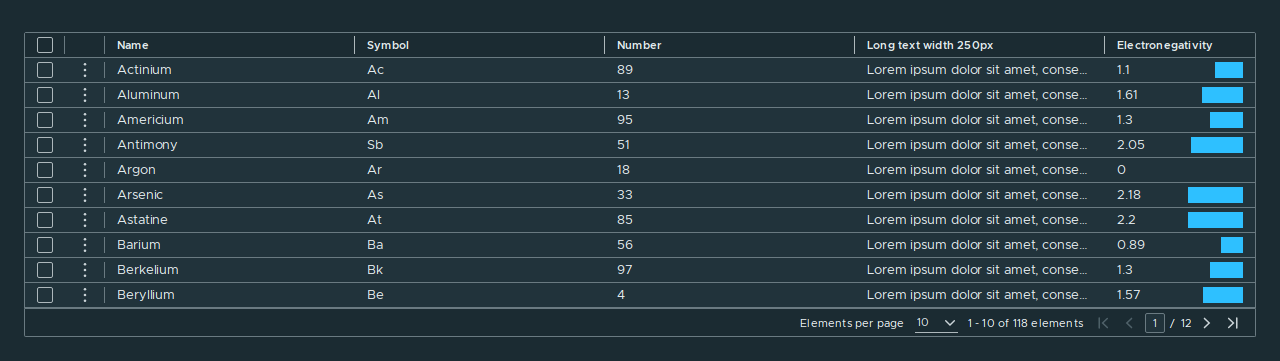 Name Symbol Number Long text width 250px Electronegativity
Actinium Ac 89 Lorem ipsum dolor sit amet, conse... 1.1
Aluminum Al 13 Lorem ipsum dolor sit amet, conse... 1.61
Americium Am 95 Lorem ipsum dolor sit amet, conse... 1.3
Antimony Sb 51 Lorem ipsum dolor sit amet, conse... 2.05
Argon Ar 18 Lorem ipsum dolor sit amet, conse... 0
Arsenic As 33 Lorem ipsum dolor sit amet, conse... 2.18
Astatine At 85 Lorem ipsum dolor sit amet, conse... 2.2
Barium Ba 56 Lorem ipsum dolor sit amet, conse... 0.89
Berkelium Bk 97 Lorem ipsum dolor sit amet, conse... 1.3
Beryllium Be 4 Lorem ipsum dolor sit amet, conse... 1.57
Elements per page 10 1 - 10 of 118 elements 1 / 12